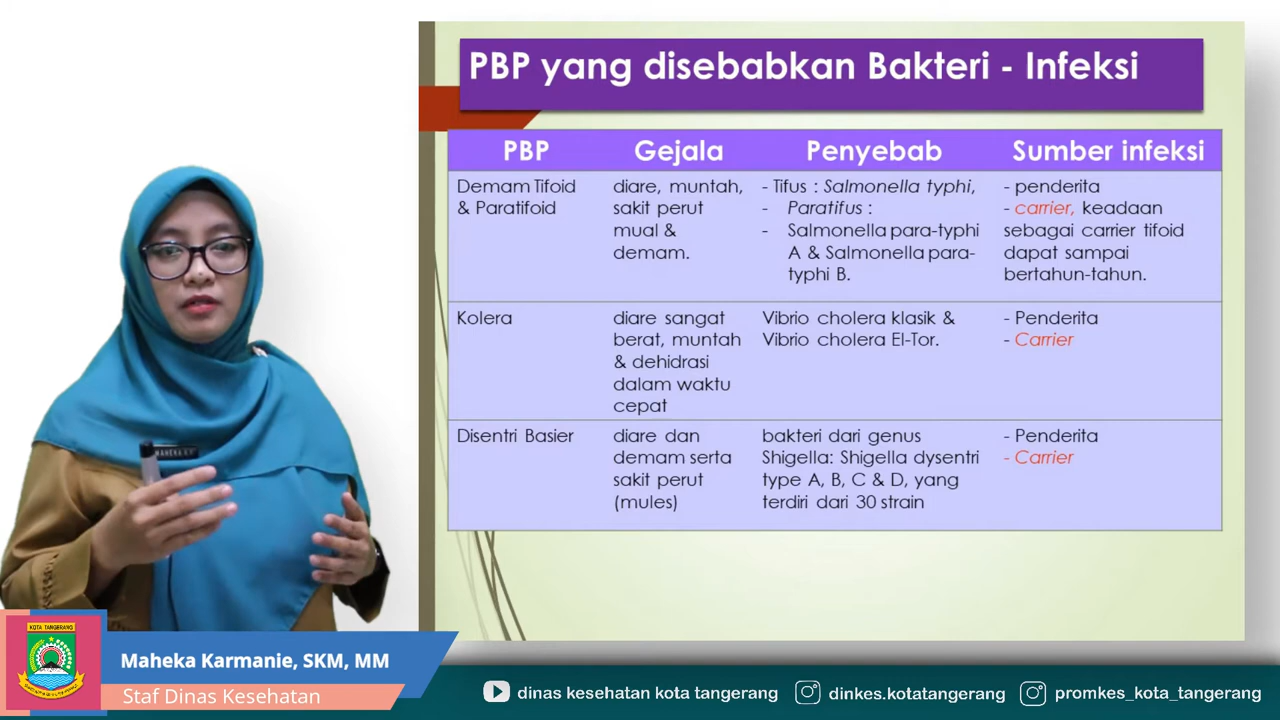 PBP yang disebabkan Bakteri - Infeksi
PBP
Gejala
Penyebab
Sumber infeksi
Demam Tifoid
& Paratifoid
diare, muntah,
sakit perut
mual &
demam.
- Tifus : Salmonella typhi,
- Paratifus :
- Salmonella para-typhi
A & Salmonella para-
typhi B.
- penderita
- carrier, keadaan
sebagai carrier tifoid
dapat sampai
bertahun-tahun.
Kolera
diare sangat
berat, muntah
& dehidrasi
dalam waktu
cepat
Vibrio cholera klasik &
Vibrio cholera El-Tor.
- Penderita
- Carrier
Disentri Basier
diare dan
demam serta
sakit perut
(mules)
bakteri dari genus
Shigella: Shigella dysentri
type A, B, C & D, yang
terdiri dari 30 strain
- Penderita
- Carrier
KOTA TANGERANG
Maheka Karmanie, SKM, MM
Staf Dinas Kesehatan
dinas kesehatan kota tangerang
dinkes.kotatangerang
promkes_kota_tangerang